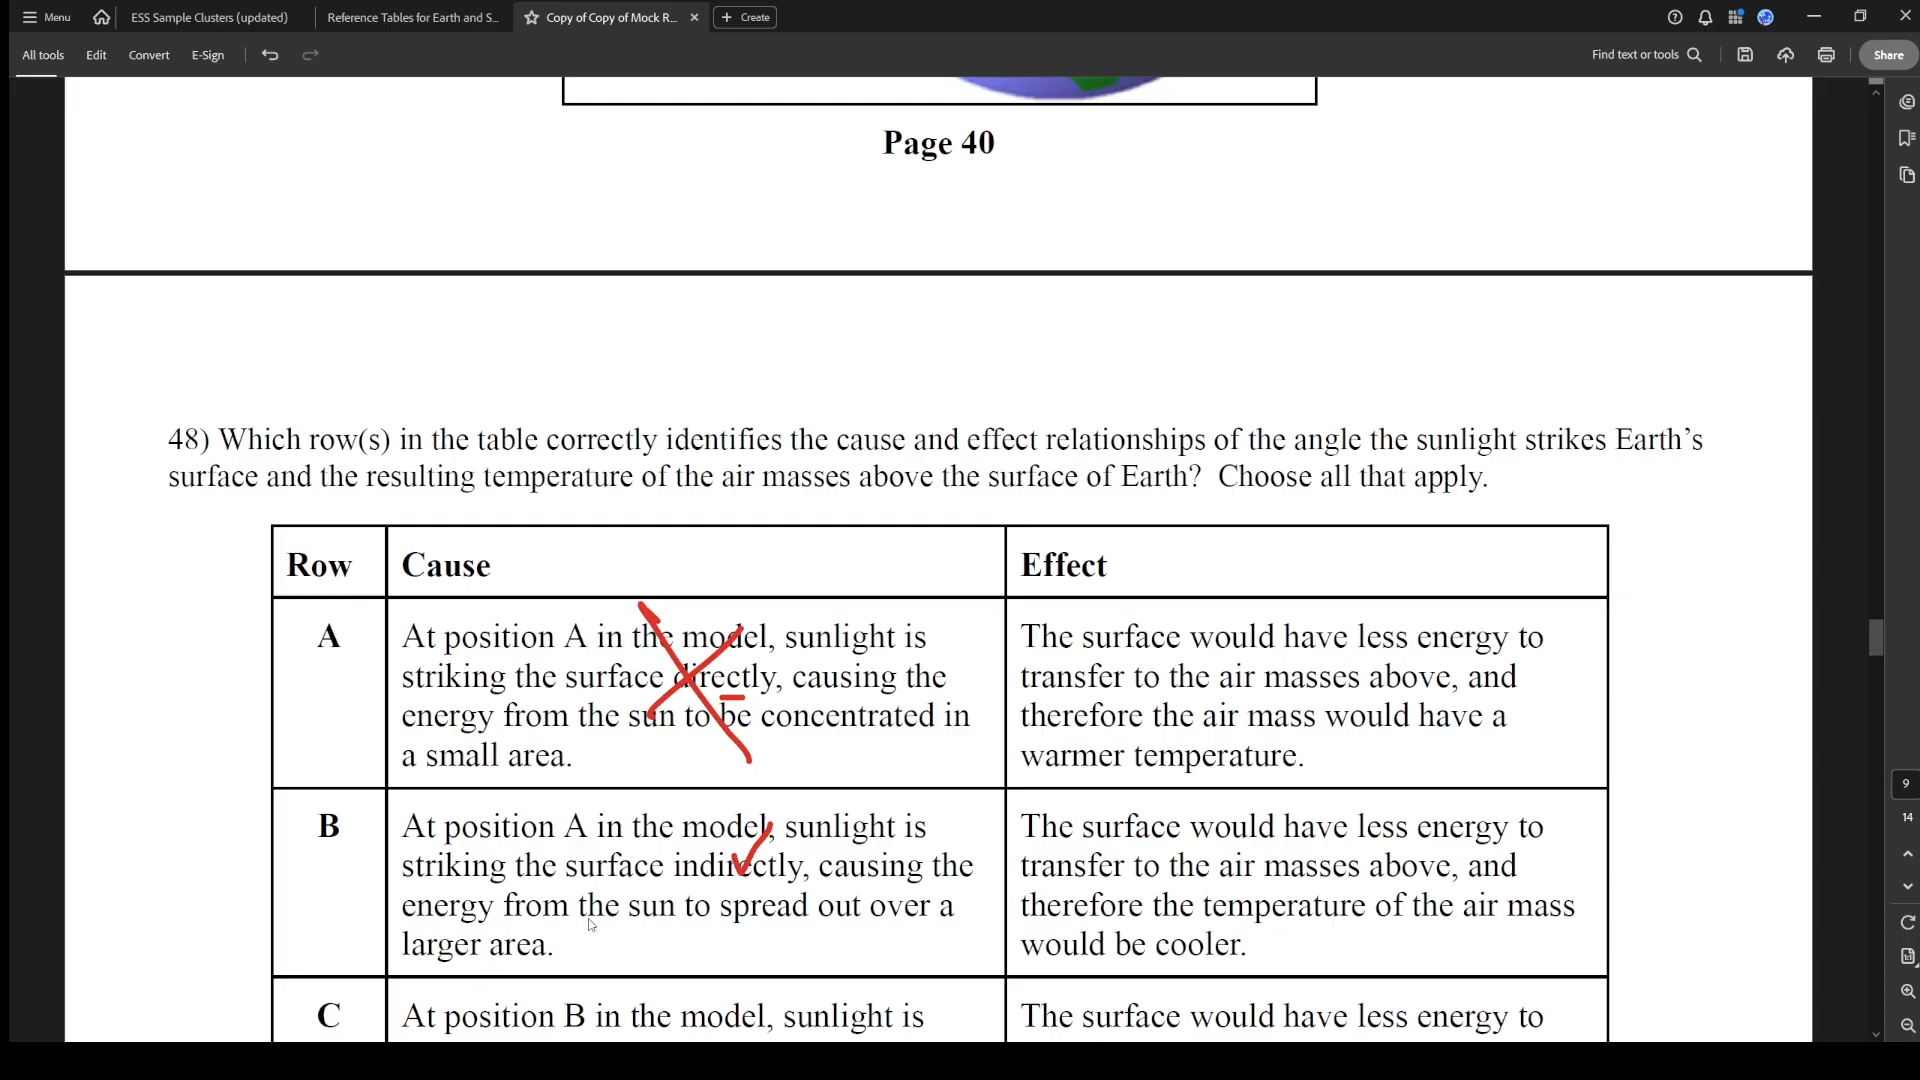 Menu
ESS Sample Clusters (updated)
Reference Tables for Earth and S...
Copy of Copy of Mock R...
Create
All tools
Edit
Convert
E-Sign
Find text or tools
Share
Page 40
48) Which row(s) in the table correctly identifies the cause and effect relationships of the angle the sunlight strikes Earth’s
surface and the resulting temperature of the air masses above the surface of Earth? Choose all that apply.
Row
Cause
Effect
A
At position A in the model, sunlight is
striking the surface directly, causing the
energy from the sun to be concentrated in
a small area.
The surface would have less energy to
transfer to the air masses above, and
therefore the air mass would have a
warmer temperature.
B
At position A in the model, sunlight is
striking the surface indirectly, causing the
energy from the sun to spread out over a
larger area.
The surface would have less energy to
transfer to the air masses above, and
therefore the temperature of the air mass
would be cooler.
C
At position B in the model, sunlight is
The surface would have less energy to
9
14